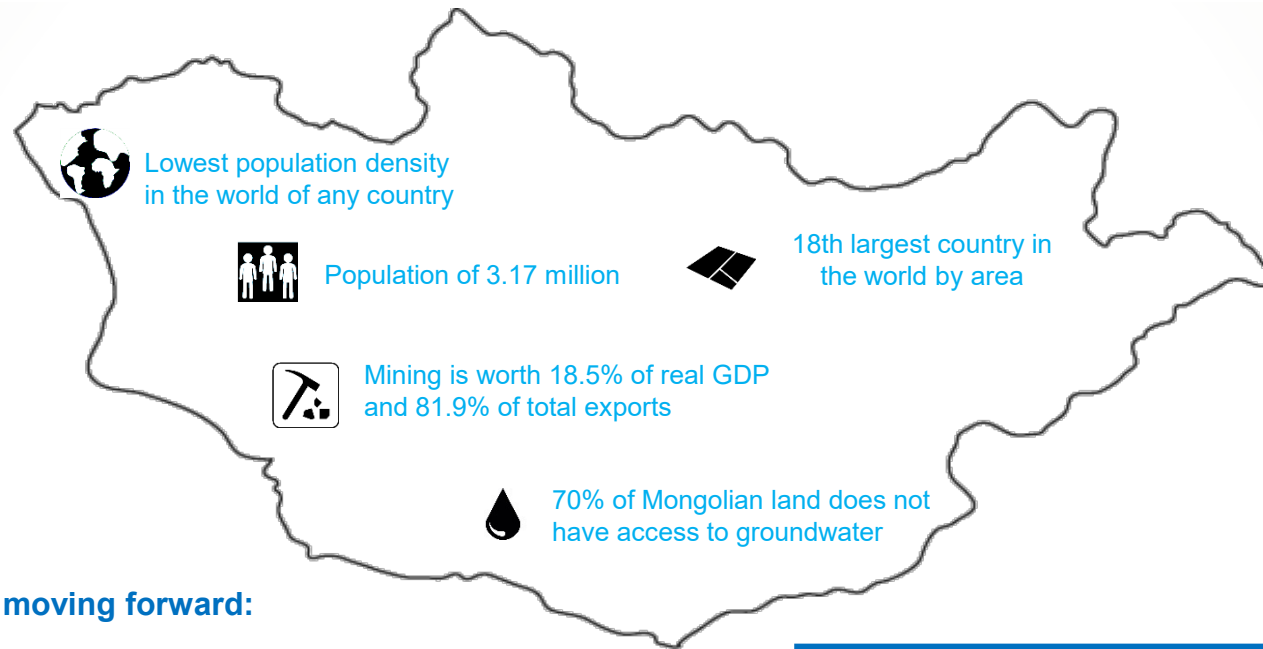 Lowest population density
in the world of any country
Population of 3.17 million
18th largest country in
the world by area
Mining is worth 18.5% of real GDP
and 81.9% of total exports
70% of Mongolian land does not
have access to groundwater
moving forward: